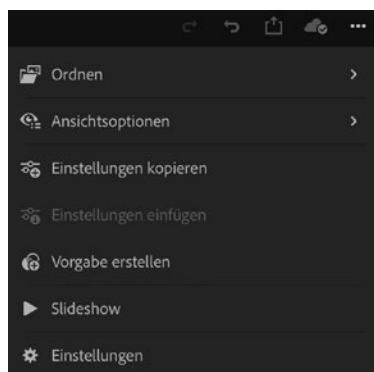 Ordnen
Ansichtsoptionen
Einstellungen kopieren
Einstellungen einfügen
Vorgabe erstellen
Slideshow
Einstellungen